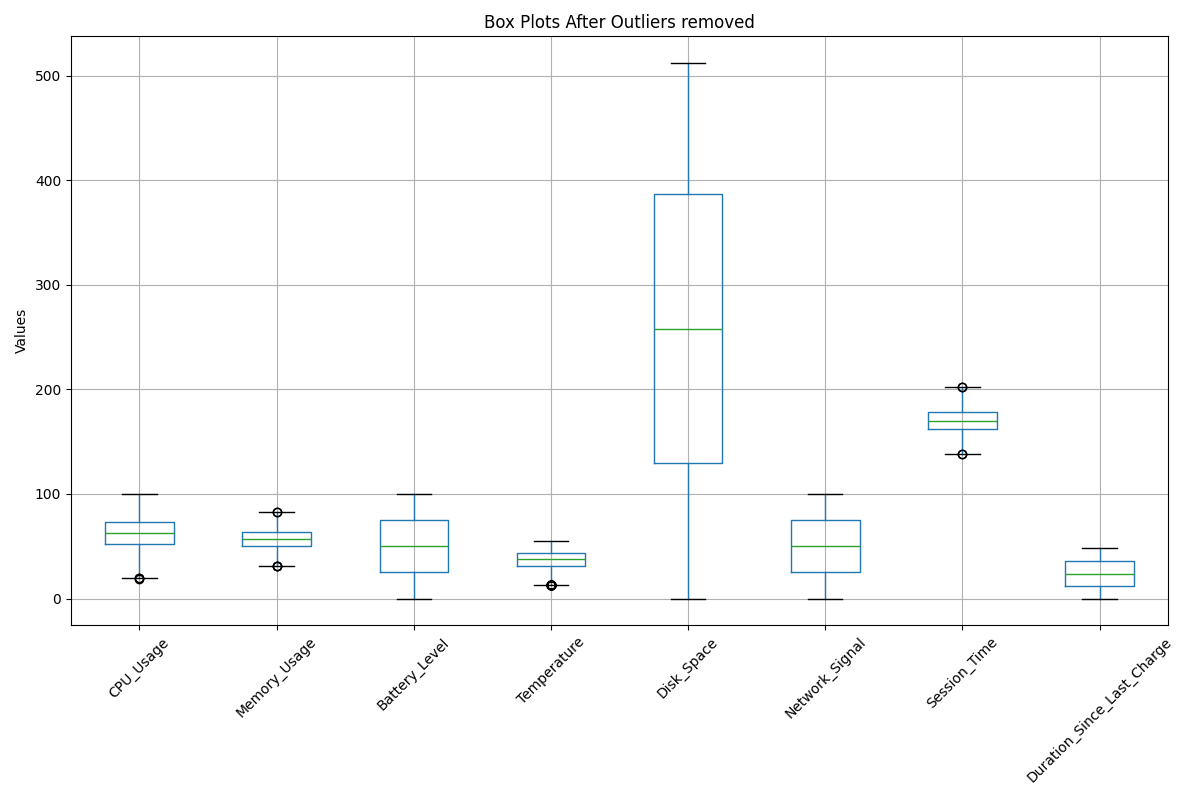 Box Plots After Outliers removed
Values
500
400
300
200
100
0
CPU_Usage
Memory_Usage
Battery_Level
Temperature
Disk_Space
Network_Signal
Session_Time
Duration_Since_Last_Charge